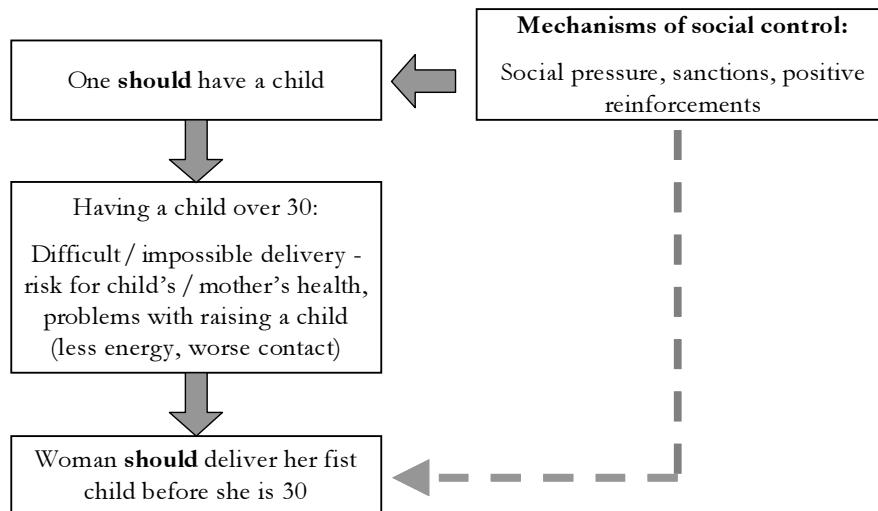 One should have a child
Mechanisms of social control:
Social pressure, sanctions, positive
reinforcements
Having a child over 30:
Difficult / impossible delivery -
risk for child's / mother's health,
problems with raising a child
(less energy, worse contact)
Woman should deliver her fist
child before she is 30